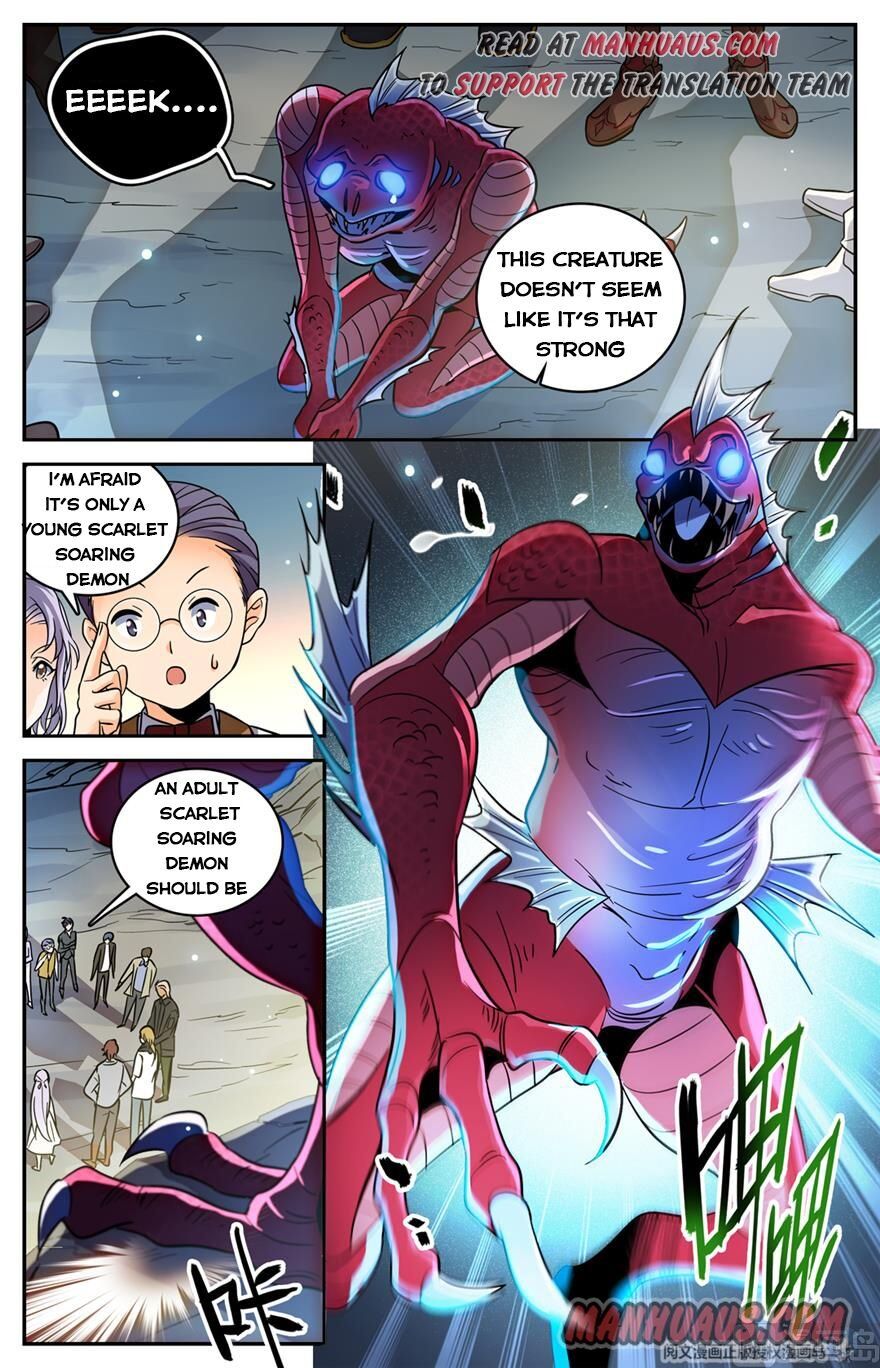 READ AT MANHUAUS.COM
TO SUPPORT THE TRANSLATION TEAM
EEEEK....
THIS CREATURE
DOESN'T SEEM
LIKE IT'S THAT
STRONG
I'M AFRAID
IT'S ONLY A
YOUNG SCARLET
SOARING
DEMON
AN ADULT
SCARLET
SOARING
DEMON
SHOULD BE
咔
MANHUAUS.COM